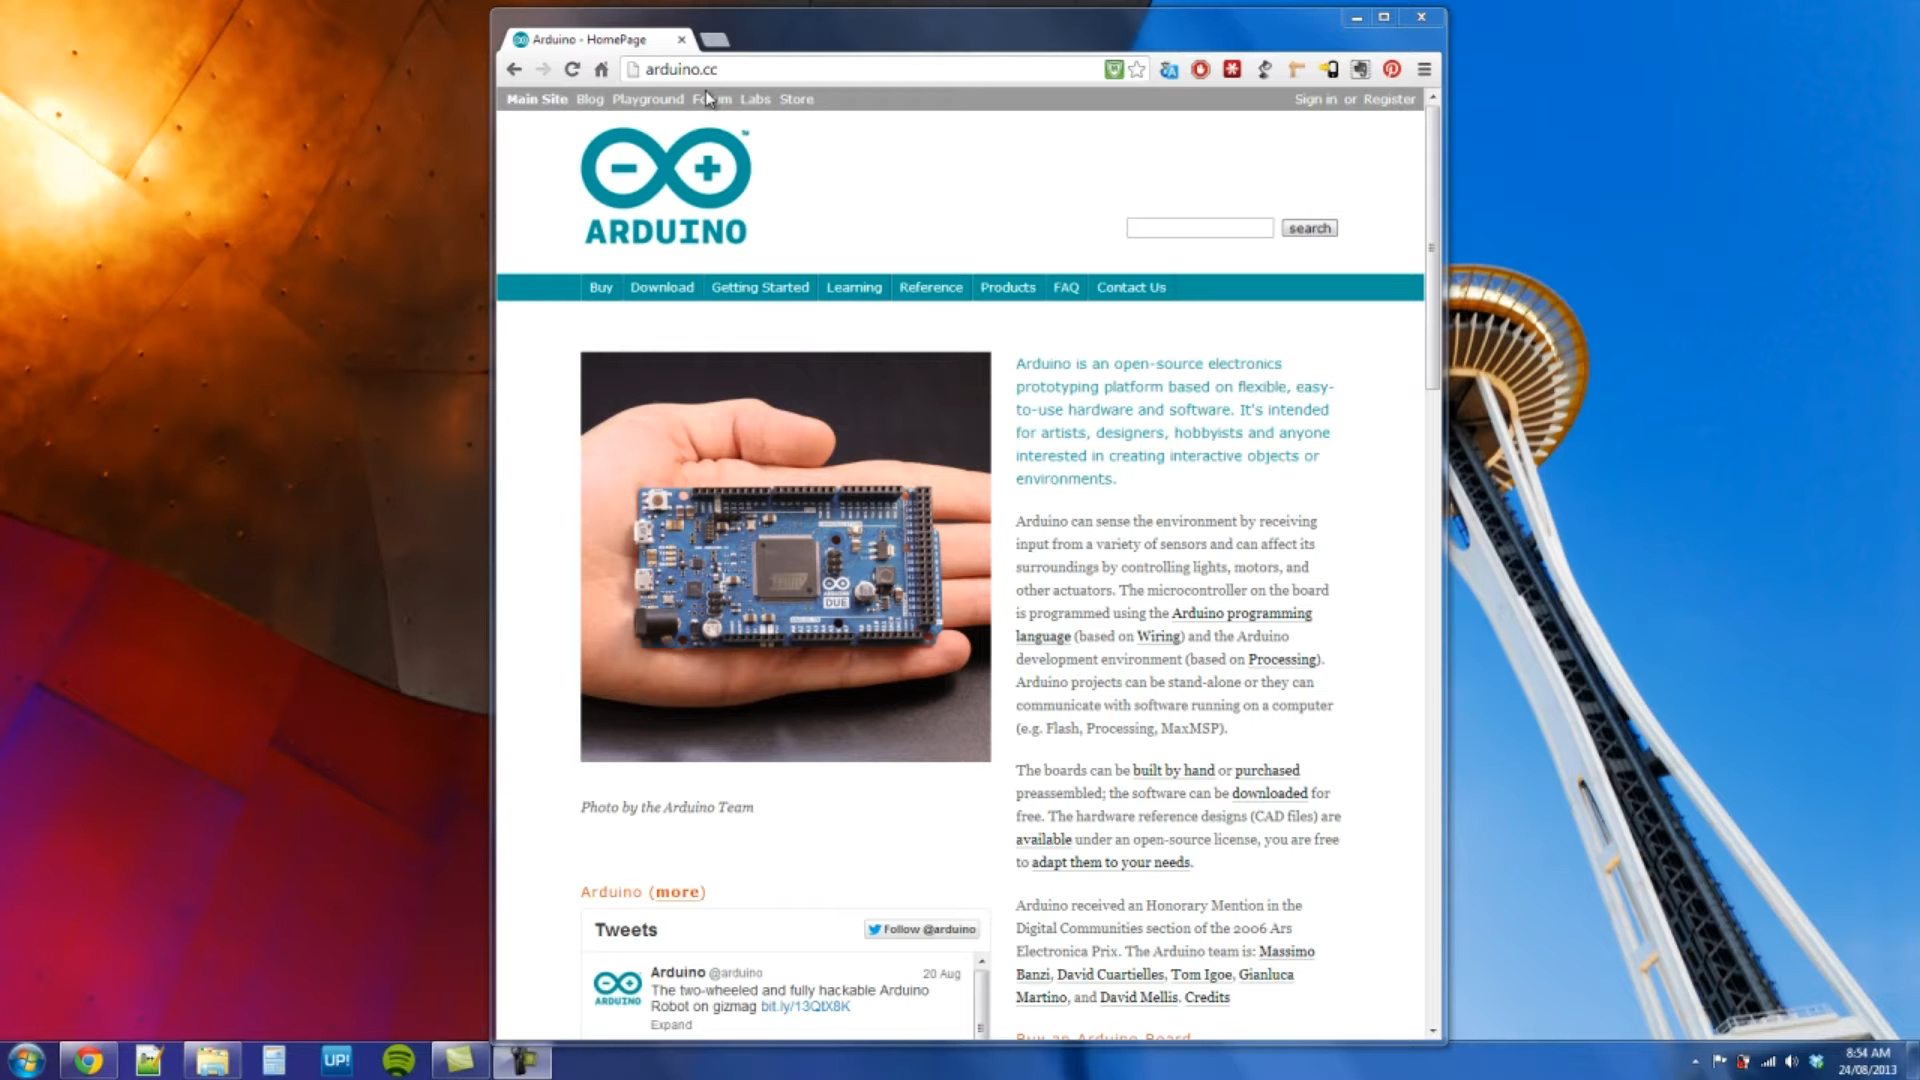 Arduino - HomePage
arduino.cc
Main Site Blog Playground Forum Labs Store
Sign in or Register
ARDUINO
search
Buy Download Getting Started Learning Reference Products FAQ Contact Us
ARDUINO
DUE
Photo by the Arduino Team
Arduino (more)
Tweets
Follow @arduino
Arduino @arduino 20 Aug
ARDUINO
The two-wheeled and fully hackable Arduino
Robot on gizmag bit.ly/13QtX8K
Expand
Arduino is an open-source electronics
prototyping platform based on flexible, easy-
to-use hardware and software. It's intended
for artists, designers, hobbyists and anyone
interested in creating interactive objects or
environments.
Arduino can sense the environment by receiving
input from a variety of sensors and can affect its
surroundings by controlling lights, motors, and
other actuators. The microcontroller on the board
is programmed using the Arduino programming
language (based on Wiring) and the Arduino
development environment (based on Processing).
Arduino projects can be stand-alone or they can
communicate with software running on a computer
(e.g. Flash, Processing, MaxMSP).
The boards can be built by hand or purchased
preassembled; the software can be downloaded for
free. The hardware reference designs (CAD files) are
available under an open-source license, you are free
to adapt them to your needs.
Arduino received an Honorary Mention in the
Digital Communities section of the 2006 Ars
Electronica Prix. The Arduino team is: Massimo
Banzi, David Cuartielles, Tom Igoe, Gianluca
Martino, and David Mellis. Credits
Buy an Arduino Board
UP!
8:54 AM
24/08/2013